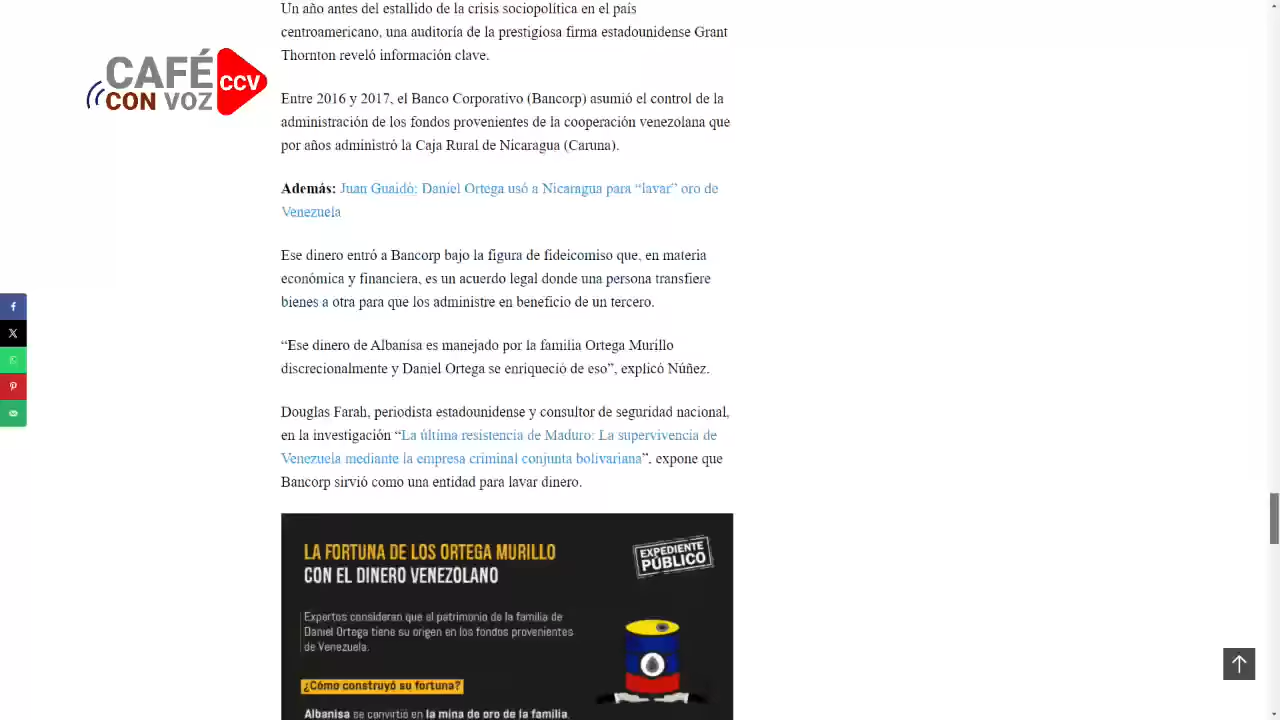 Un año antes del estallido de la crisis sociopolítica en el país
centroamericano, una auditoría de la prestigiosa firma estadounidense Grant
Thornton reveló información clave.
CAFÉ
CON VOZ
CCV
Entre 2016 y 2017, el Banco Corporativo (Bancorp) asumió el control de la
administración de los fondos provenientes de la cooperación venezolana que
por años administró la Caja Rural de Nicaragua (Caruna).
Además: Juan Guaidó: Daniel Ortega usó a Nicaragua para “lavar” oro de
Venezuela
Ese dinero entró a Bancorp bajo la figura de fideicomiso que, en materia
económica y financiera, es un acuerdo legal donde una persona transfiere
bienes a otra para que los administre en beneficio de un tercero.
“Ese dinero de Albanisa es manejado por la familia Ortega Murillo
discrecionalmente y Daniel Ortega se enriqueció de eso”, explicó Núñez.
Douglas Farah, periodista estadounidense y consultor de seguridad nacional,
en la investigación “La última resistencia de Maduro: La supervivencia de
Venezuela mediante la empresa criminal conjunta bolivariana”, expone que
Bancorp sirvió como una entidad para lavar dinero.
LA FORTUNA DE LOS ORTEGA MURILLO
CON EL DINERO VENEZOLANO
EXPEDIENTE
PÚBLICO
Expertos consideran que el patrimonio de la familia de
Daniel Ortega tiene su origen en los fondos provenientes
de Venezuela.
¿Cómo construyó su fortuna?
Albanisa se convirtió en la mina de oro de la familia.